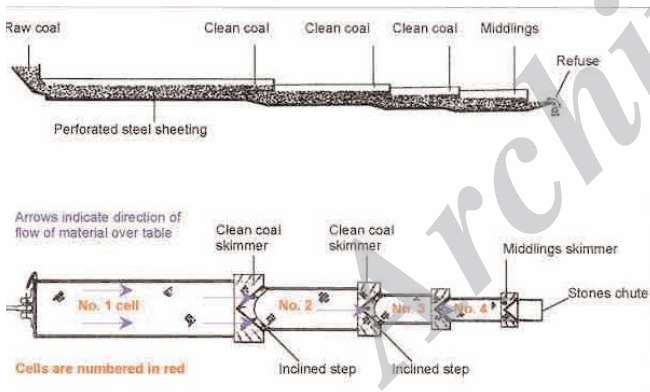 Raw coal
Clean coal
Clean coal
Clean coal
Middlings
Refuse
Perforated steel sheeting
Arrows indicate direction of
flow of material over table
Clean coal
skimmer
Clean coal
skimmer
Middlings skimmer
No. 1 cell
No. 2
No. 3
No. 4
Stones chute
Cells are numbered in red
Inclined step
Inclined step
Archi